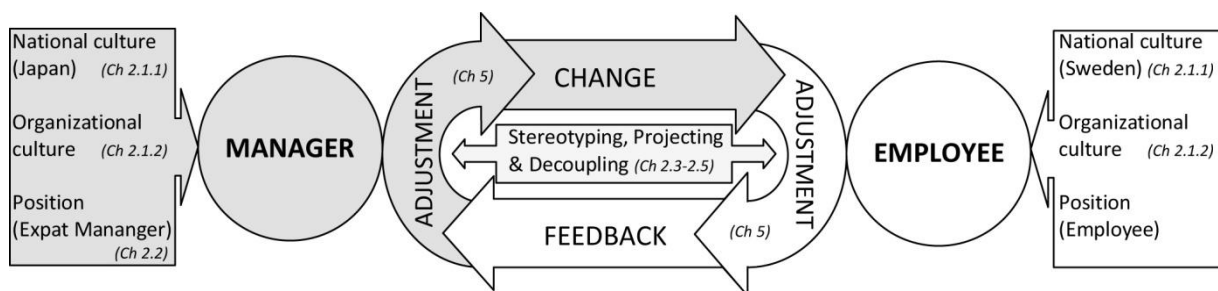 National culture
(Japan) (Ch 2.1.1)
Organizational
culture (Ch 2.1.2)
Position
(Expat Mananger)
(Ch 2.2)
MANAGER
ADJUSTMENT
(Ch 5)
CHANGE
Stereotyping, Projecting
& Decoupling (Ch 2.3-2.5)
FEEDBACK
(Ch 5)
ADJUSTMENT
EMPLOYEE
National culture
(Sweden) (Ch 2.1.1)
Organizational
culture (Ch 2.1.2)
Position
(Employee)